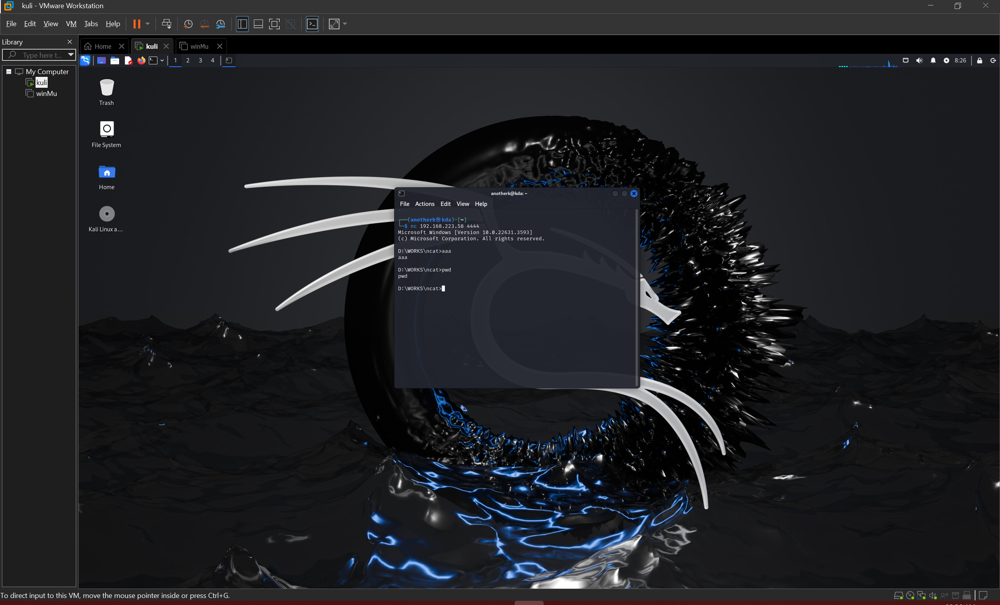 kuli - VMware Workstation
File Edit View VM Tabs Help
Library
Home kuli winMu
Type here t...
1 2 3 4
8:26
My Computer
kuli
winMu
Trash
File System
Home
Kali Linux a...
anotherk@kda: ~
File Actions Edit View Help
┌──(anotherk㉿kda)-[~]
└─$ nc 192.168.223.58 4444
Microsoft Windows [Version 10.0.22631.3593]
(c) Microsoft Corporation. All rights reserved.
D:\WORKS\ncat>aaa
aaa
D:\WORKS\ncat>pwd
pwd
D:\WORKS\ncat>
To direct input to this VM, move the mouse pointer inside or press Ctrl+G.